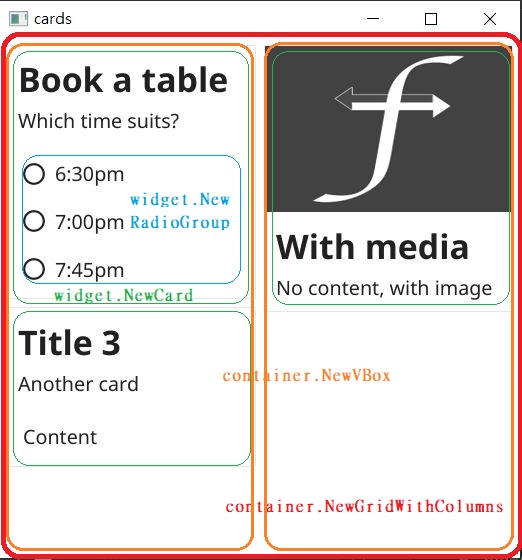 cards
Book a table
Which time suits?
6:30pm
7:00pm
7:45pm
widget.New
RadioGroup
widget.NewCard
Title 3
Another card
Content
f
With media
No content, with image
container.NewVBox
container.NewGridWithColumns